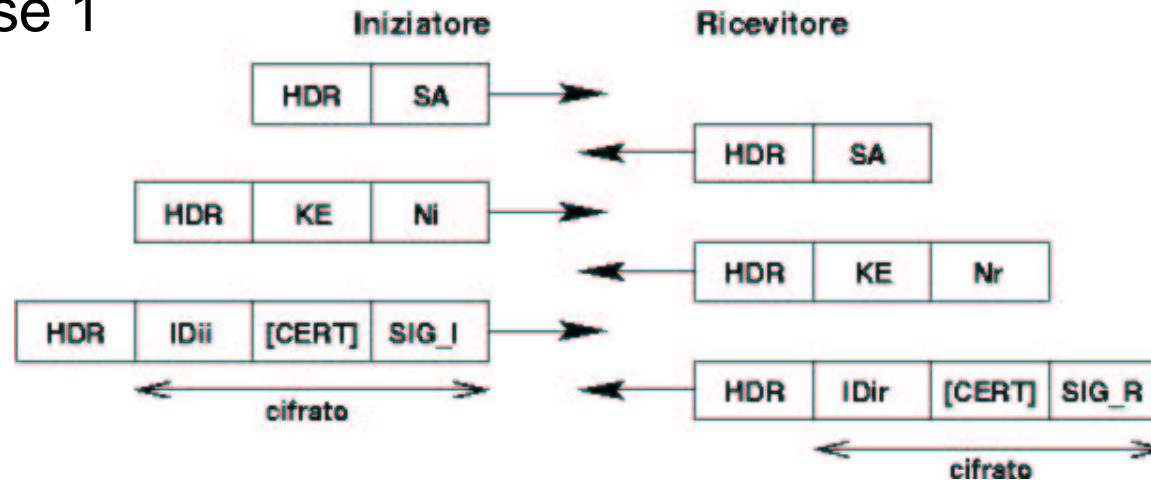 se 1
Iniziatore Ricevitore
HDR SA
HDR SA
HDR KE Ni
HDR KE Nr
HDR IDii [CERT] SIG_I
cifrato
HDR IDir [CERT] SIG_R
cifrato